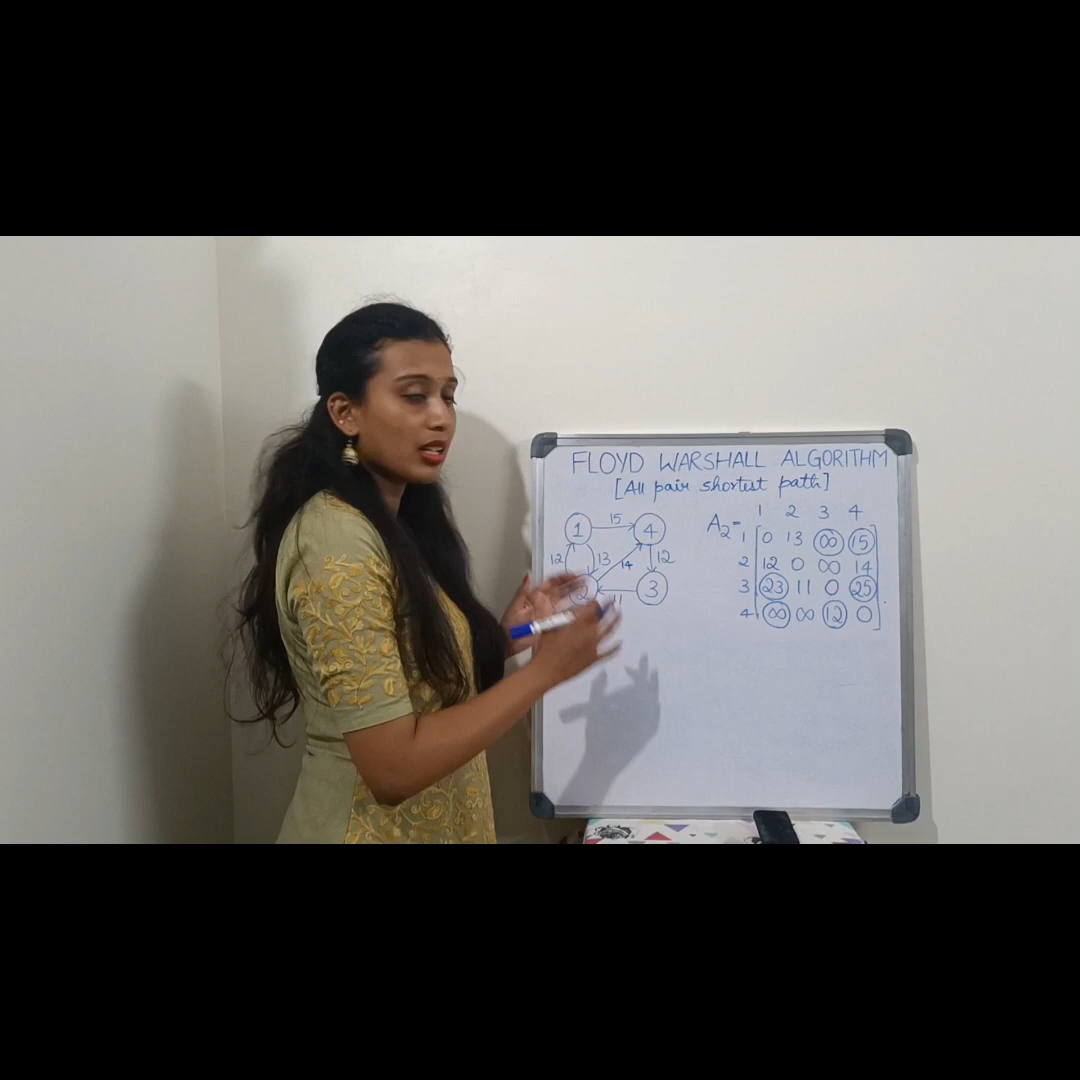 FLOYD WARSHALL ALGORITHM
[All pair shortest path]
1 15 4
12 13 14 12
2 11 3
1 2 3 4
A2=
1 0 13 ∞ 15
2 12 0 ∞ 14
3 23 11 0 25
4 ∞ ∞ 12 0